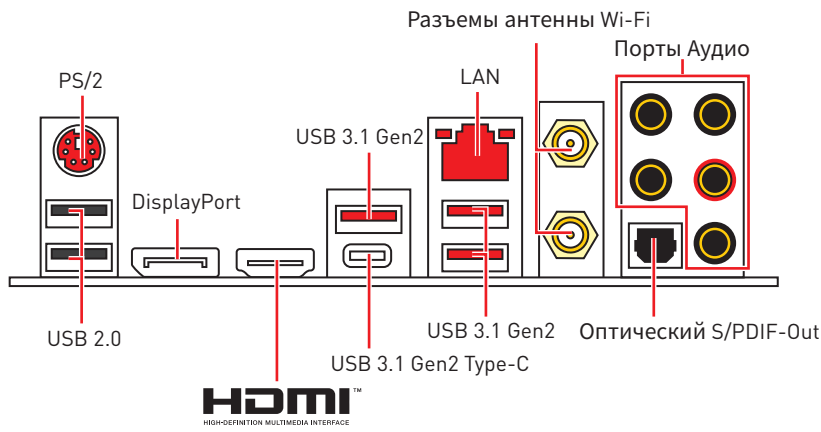 Разъемы антенны Wi-Fi
Порты Аудио
PS/2
LAN
USB 3.1 Gen2
DisplayPort
USB 2.0
USB 3.1 Gen2
Оптический S/PDIF-Out
USB 3.1 Gen2 Type-C
HDMI™
HIGH-DEFINITION MULTIMEDIA INTERFACE